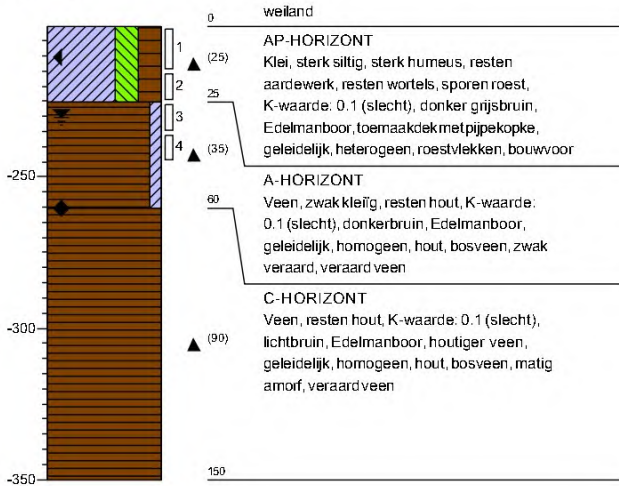 0
weiland
AP-HORIZONT
Klei, sterk siltig, sterk humeus, resten
aardewerk, resten wortels, sporen roest,
K-waarde: 0.1 (slecht), donker grijsbruin,
Edelmanboor, toemaakdek met pijpekopke,
geleidelijk, heterogeen, roestvlekken, bouwvoor
1
(25)
2
25
3
4
(35)
A-HORIZONT
Veen, zwak kleiïg, resten hout, K-waarde:
0.1 (slecht), donkerbruin, Edelmanboor,
geleidelijk, homogeen, hout, bosveen, zwak
veraard, veraard veen
-250
60
C-HORIZONT
Veen, resten hout, K-waarde: 0.1 (slecht),
lichtbruin, Edelmanboor, houtiger veen,
geleidelijk, homogeen, hout, bosveen, matig
amorf, veraard veen
-300
(90)
-350
150